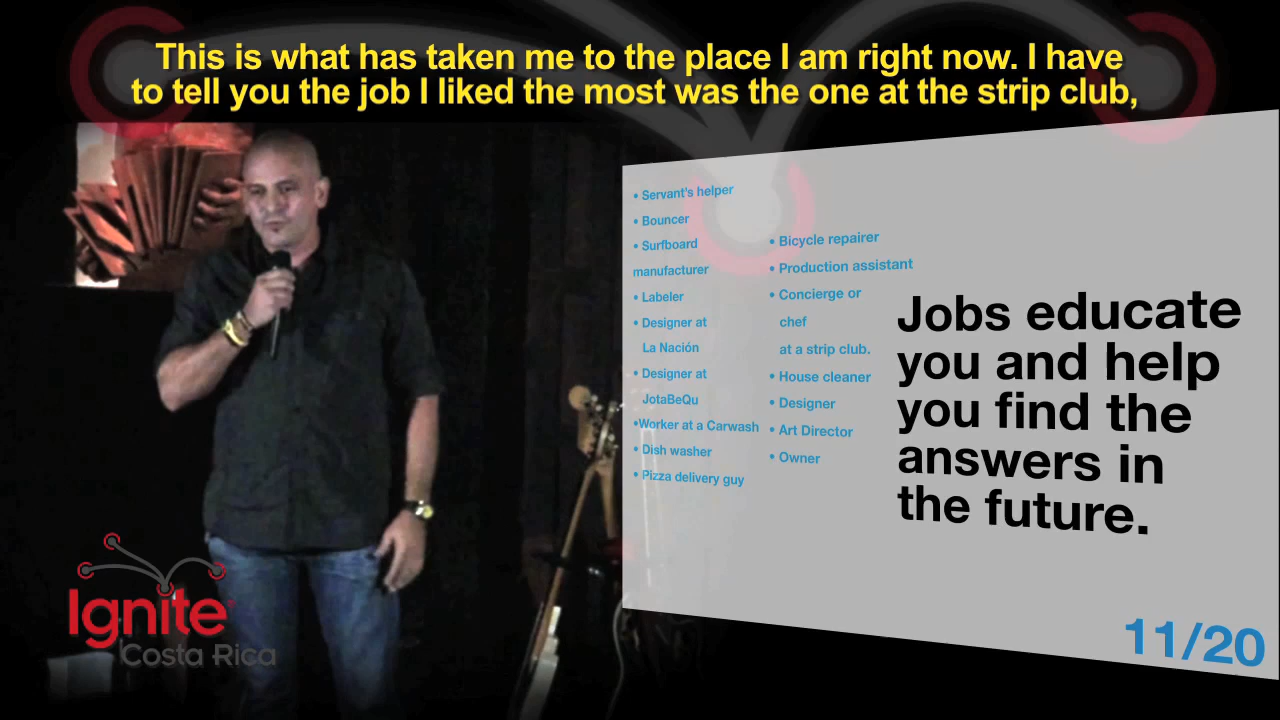 This is what has taken me to the place I am right now. I have
to tell you the job I liked the most was the one at the strip club,
• Servant's helper
• Bouncer
• Surfboard
manufacturer
• Labeler
• Designer at
La Nación
• Designer at
JotaBeQu
•Worker at a Carwash
• Dish washer
• Pizza delivery guy
• Bicycle repairer
• Production assistant
• Concierge or
chef
at a strip club.
• House cleaner
• Designer
• Art Director
• Owner
Jobs educate
you and help
you find the
answers in
the future.
11/20
Ignite
Costa Rica